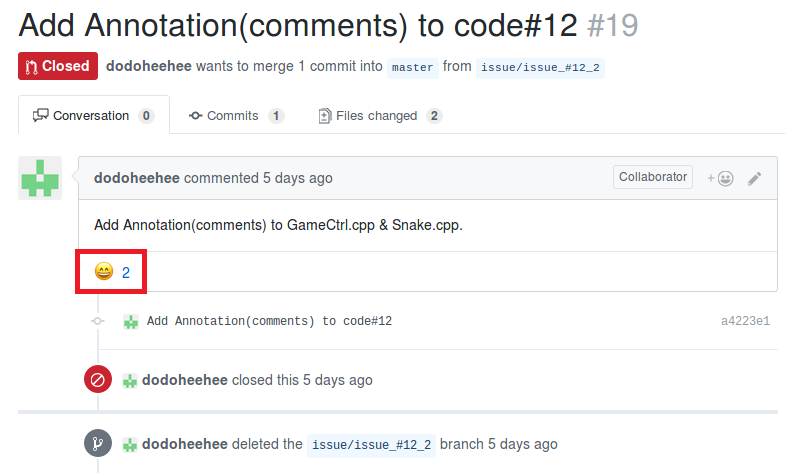 Add Annotation(comments) to code#12 #19
Closed dodoheehee wants to merge 1 commit into master from issue/issue_#12_2
Conversation 0 Commits 1 Files changed 2
dodoheehee commented 5 days ago Collaborator +
Add Annotation(comments) to GameCtrl.cpp & Snake.cpp.
😄 2
Add Annotation(comments) to code#12 a4223e1
dodoheehee closed this 5 days ago
dodoheehee deleted the issue/issue_#12_2 branch 5 days ago